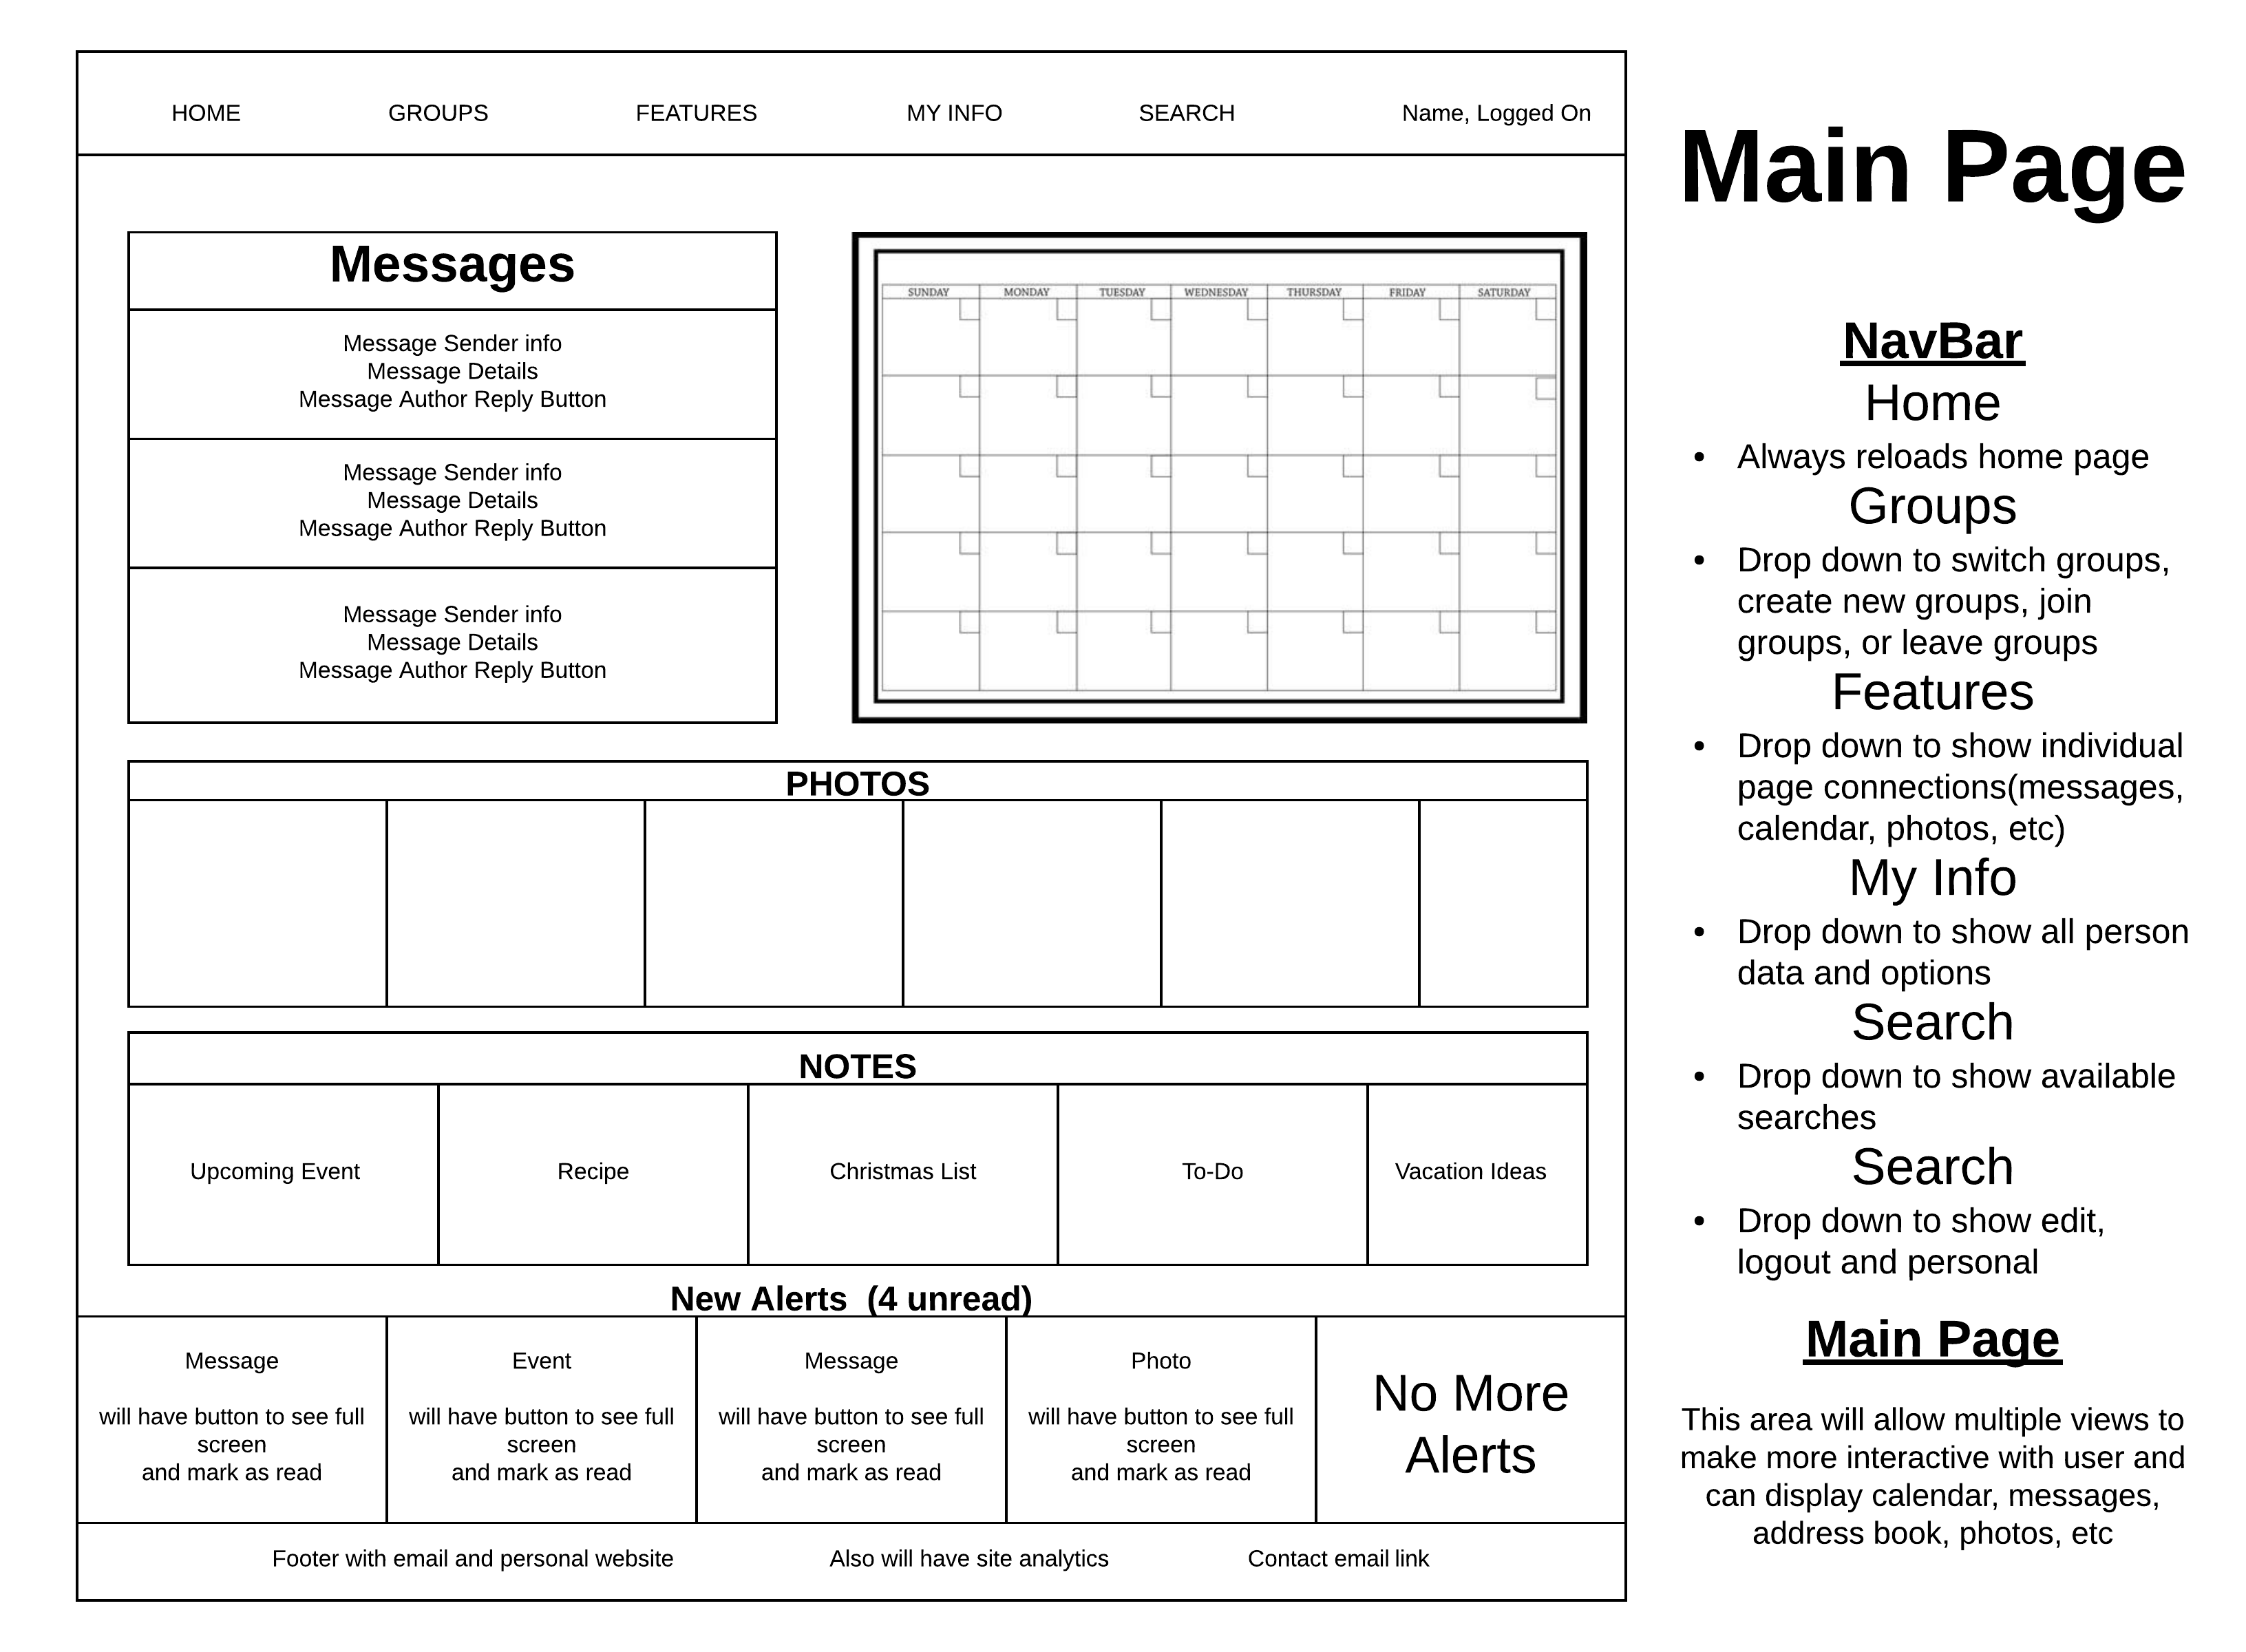 HOME GROUPS FEATURES MY INFO SEARCH Name, Logged On
Messages
Message Sender info
Message Details
Message Author Reply Button
Message Sender info
Message Details
Message Author Reply Button
Message Sender info
Message Details
Message Author Reply Button
SUNDAY MONDAY TUESDAY WEDNESDAY THURSDAY FRIDAY SATURDAY
PHOTOS
NOTES
Upcoming Event
Recipe
Christmas List
To-Do
Vacation Ideas
New Alerts (4 unread)
Message
will have button to see full
screen
and mark as read
Event
will have button to see full
screen
and mark as read
Message
will have button to see full
screen
and mark as read
Photo
will have button to see full
screen
and mark as read
No More
Alerts
Footer with email and personal website
Also will have site analytics
Contact email link
Main Page
NavBar
Home
• Always reloads home page
Groups
• Drop down to switch groups,
create new groups, join
groups, or leave groups
Features
• Drop down to show individual
page connections(messages,
calendar, photos, etc)
My Info
• Drop down to show all person
data and options
Search
• Drop down to show available
searches
Search
• Drop down to show edit,
logout and personal
Main Page
This area will allow multiple views to
make more interactive with user and
can display calendar, messages,
address book, photos, etc